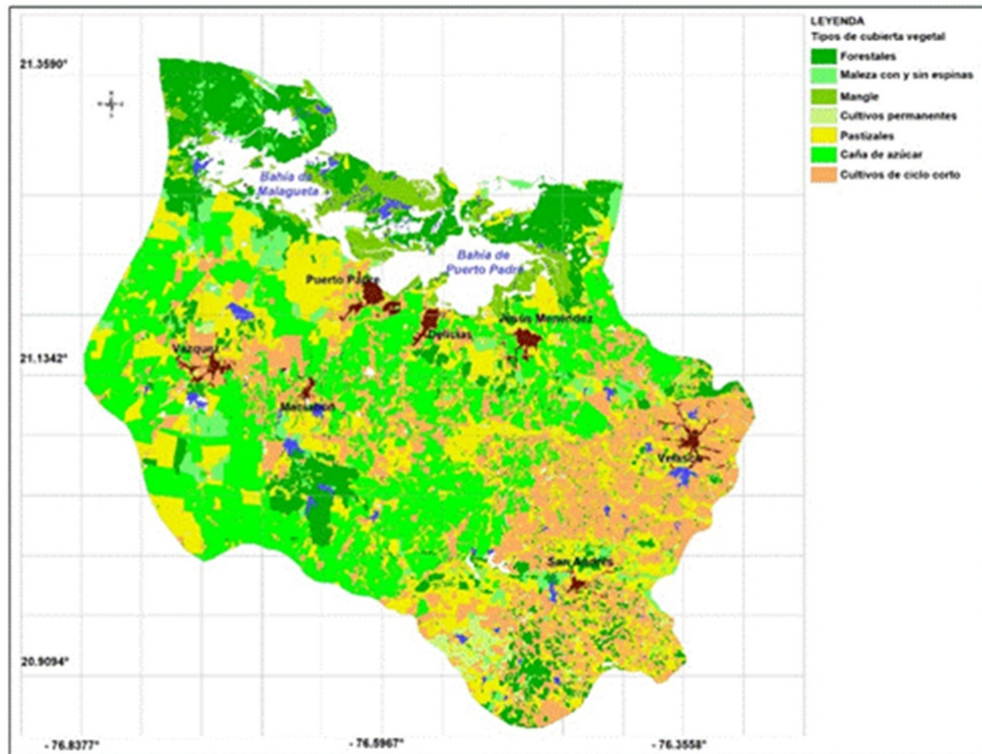 LEYENDA
Tipos de cubierta vegetal
Forestales
Maleza con y sin espinas
Mangle
Cultivos permanentes
Pastizales
Caña de azúcar
Cultivos de ciclo corto
21.3590°
Bahía de
Malagueta
Bahía de
Puerto Padre
Puerto Padre
Delicias
Jesús Menéndez
21.1342°
Vázquez
Maniabón
Velasco
San Andrés
20.9094°
- 76.8377°
- 76.5967°
- 76.3558°